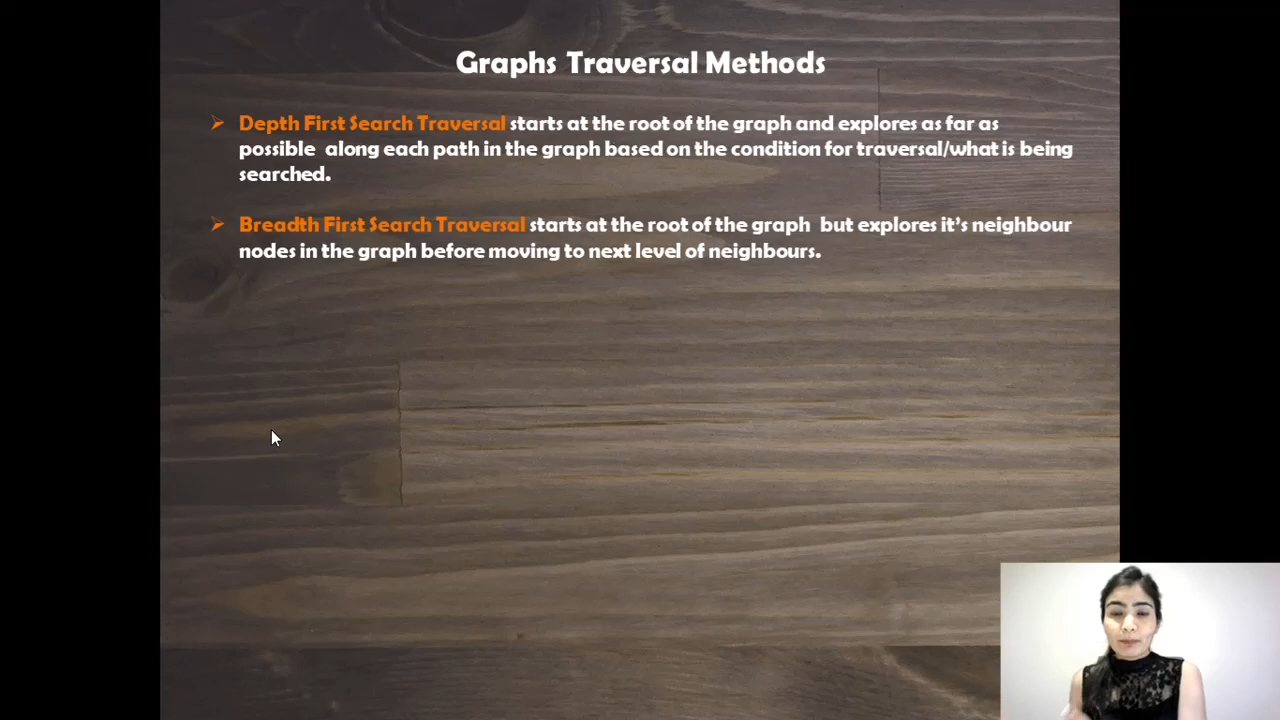 Graphs Traversal Methods
Depth First Search Traversal starts at the root of the graph and explores as far as
possible along each path in the graph based on the condition for traversal/what is being
searched.
Breadth First Search Traversal starts at the root of the graph but explores it's neighbour
nodes in the graph before moving to next level of neighbours.